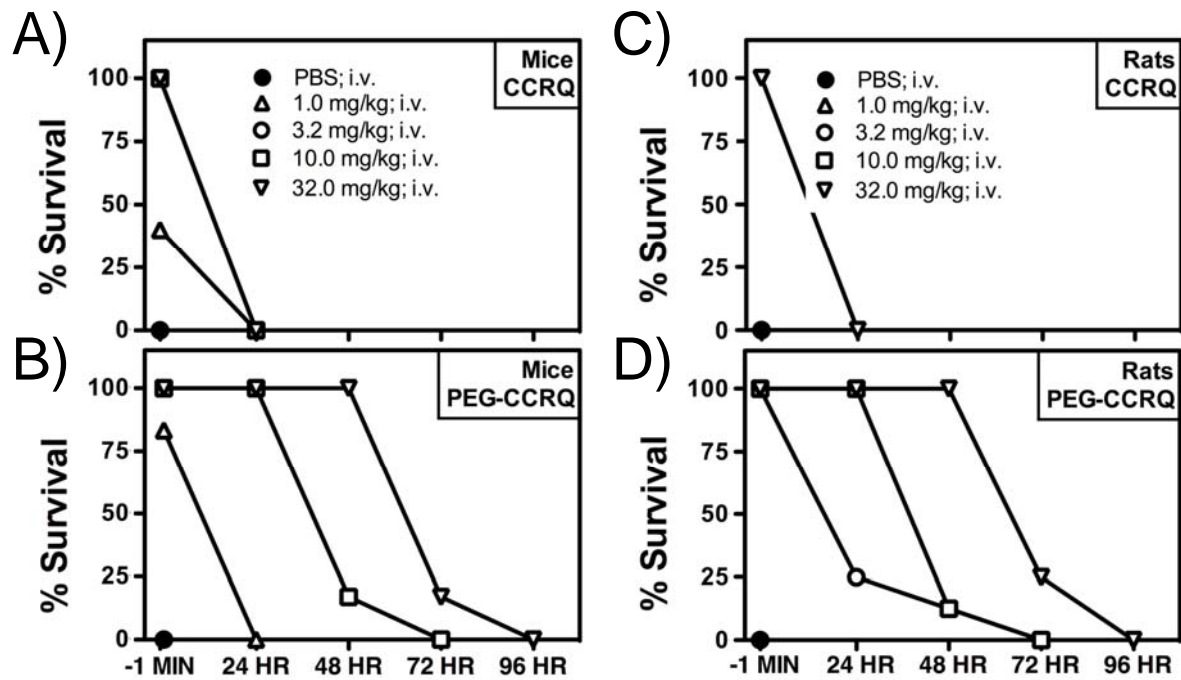 A)
Mice
CCRQ
PBS; i.v.
1.0 mg/kg; i.v.
3.2 mg/kg; i.v.
10.0 mg/kg; i.v.
32.0 mg/kg; i.v.
% Survival
100
75
50
25
0
B)
Mice
PEG-CCRQ
% Survival
100
75
50
25
0
-1 MIN 24 HR 48 HR 72 HR 96 HR
C)
Rats
CCRQ
PBS; i.v.
1.0 mg/kg; i.v.
3.2 mg/kg; i.v.
10.0 mg/kg; i.v.
32.0 mg/kg; i.v.
% Survival
100
75
50
25
0
D)
Rats
PEG-CCRQ
% Survival
100
75
50
25
0
-1 MIN 24 HR 48 HR 72 HR 96 HR